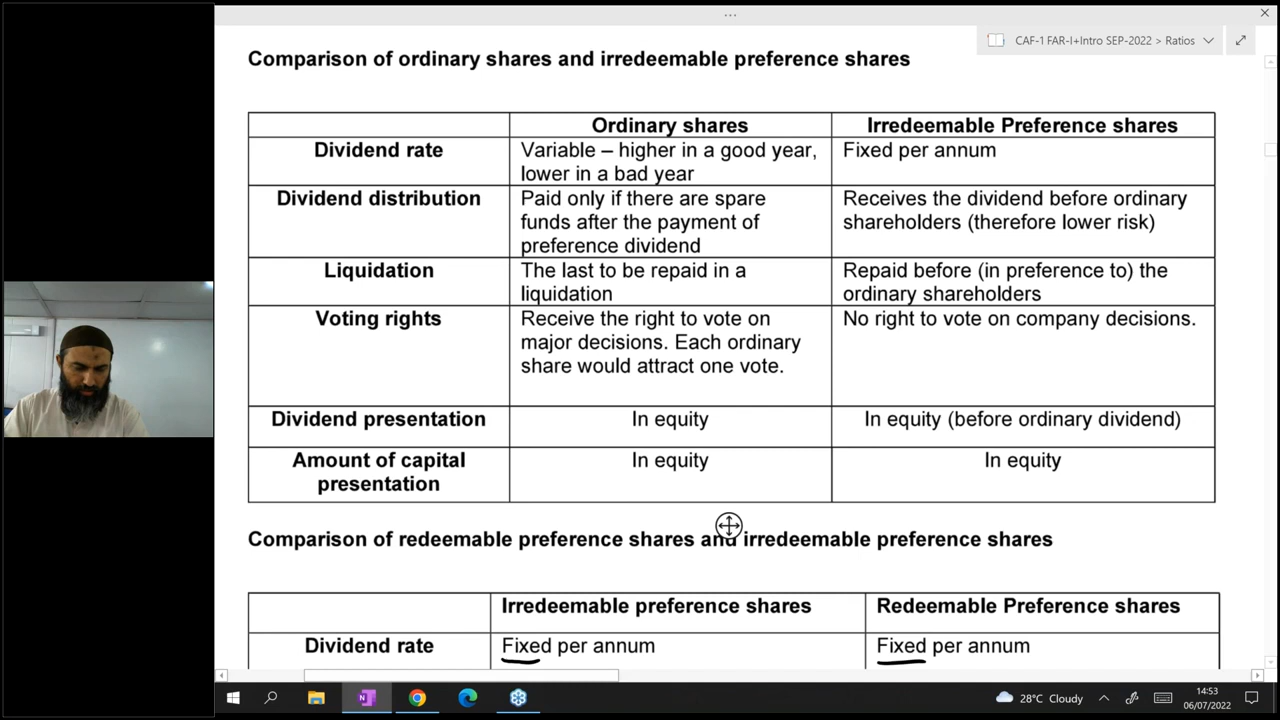 CAF-1 FAR-I+Intro SEP-2022 > Ratios
Comparison of ordinary shares and irredeemable preference shares
Ordinary shares
Irredeemable Preference shares
Dividend rate
Variable – higher in a good year,
lower in a bad year
Fixed per annum
Dividend distribution
Paid only if there are spare
funds after the payment of
preference dividend
Receives the dividend before ordinary
shareholders (therefore lower risk)
Liquidation
The last to be repaid in a
liquidation
Repaid before (in preference to) the
ordinary shareholders
Voting rights
Receive the right to vote on
major decisions. Each ordinary
share would attract one vote.
No right to vote on company decisions.
Dividend presentation
In equity
In equity (before ordinary dividend)
Amount of capital
presentation
In equity
In equity
Comparison of redeemable preference shares and irredeemable preference shares
Irredeemable preference shares
Redeemable Preference shares
Dividend rate
Fixed per annum
Fixed per annum
28°C Cloudy
14:53
06/07/2022